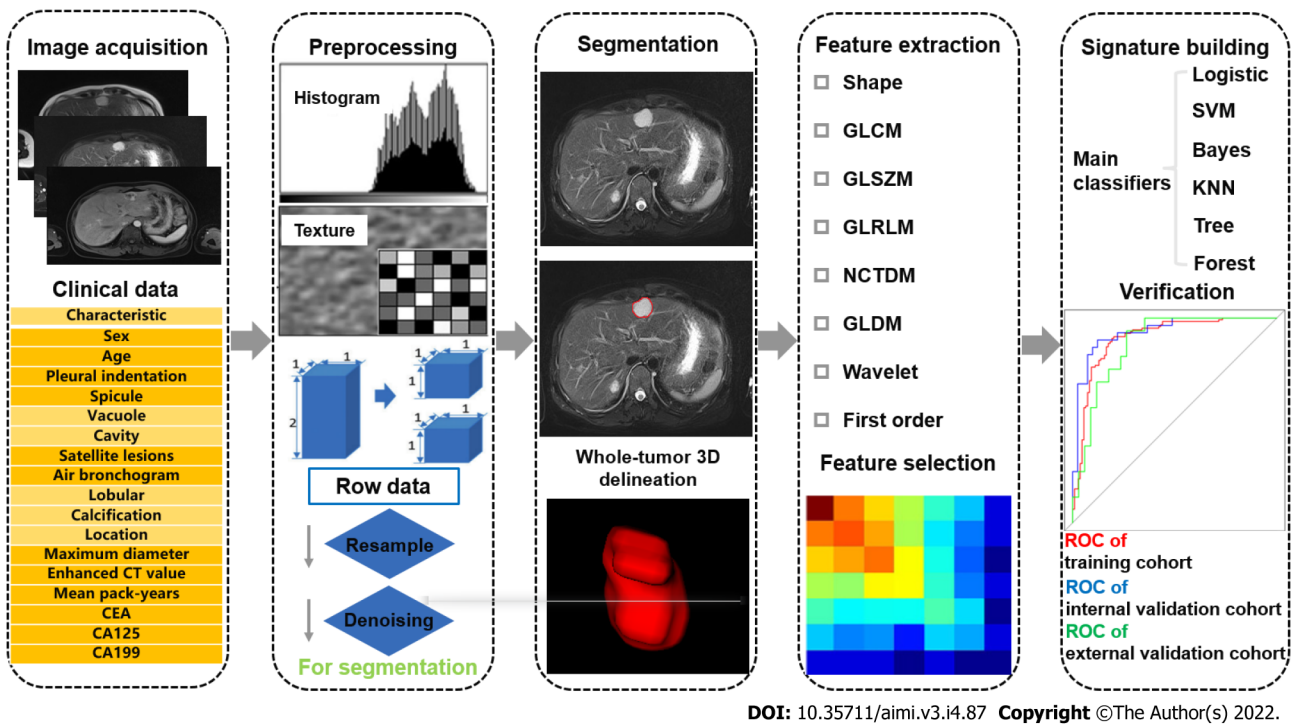 Image acquisition
Clinical data
Characteristic
Sex
Age
Pleural indentation
Spicule
Vacuole
Cavity
Satellite lesions
Air bronchogram
Lobular
Calcification
Location
Maximum diameter
Enhanced CT value
Mean pack-years
CEA
CA125
CA199
Preprocessing
Histogram
Texture
1 1
2
1 1
1
1 1
1
Row data
Resample
Denoising
For segmentation
Segmentation
Whole-tumor 3D
delineation
Feature extraction
Shape
GLCM
GLSZM
GLRLM
NCTDM
GLDM
Wavelet
First order
Feature selection
Signature building
Main
classifiers
Logistic
SVM
Bayes
KNN
Tree
Forest
Verification
ROC of
training cohort
ROC of
internal validation cohort
ROC of
external validation cohort
DOI: 10.35711/aimi.v3.i4.87 Copyright ©The Author(s) 2022.